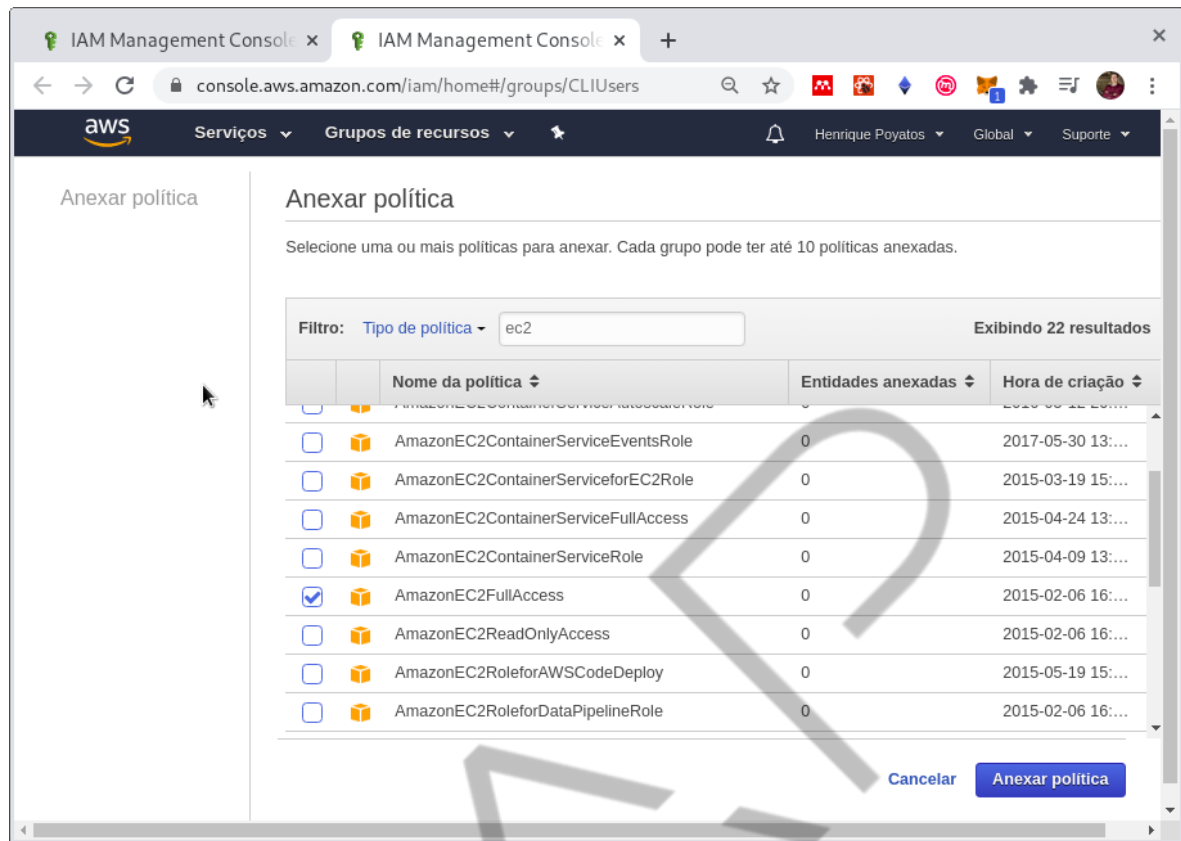 IAM Management Console
IAM Management Console
console.aws.amazon.com/iam/home#/groups/CLIUsers
1
aws Serviços Grupos de recursos Henrique Poyatos Global Suporte
Anexar política
Anexar política
Selecione uma ou mais políticas para anexar. Cada grupo pode ter até 10 políticas anexadas.
Filtro: Tipo de política ec2 Exibindo 22 resultados
Nome da política Entidades anexadas Hora de criação
AmazonEC2ContainerServiceEventsRole 0 2017-05-30 13:…
AmazonEC2ContainerServiceforEC2Role 0 2015-03-19 15:…
AmazonEC2ContainerServiceFullAccess 0 2015-04-24 13:…
AmazonEC2ContainerServiceRole 0 2015-04-09 13:…
AmazonEC2FullAccess 0 2015-02-06 16:…
AmazonEC2ReadOnlyAccess 0 2015-02-06 16:…
AmazonEC2RoleforAWSCodeDeploy 0 2015-05-19 15:…
AmazonEC2RoleforDataPipelineRole 0 2015-02-06 16:…
Cancelar Anexar política